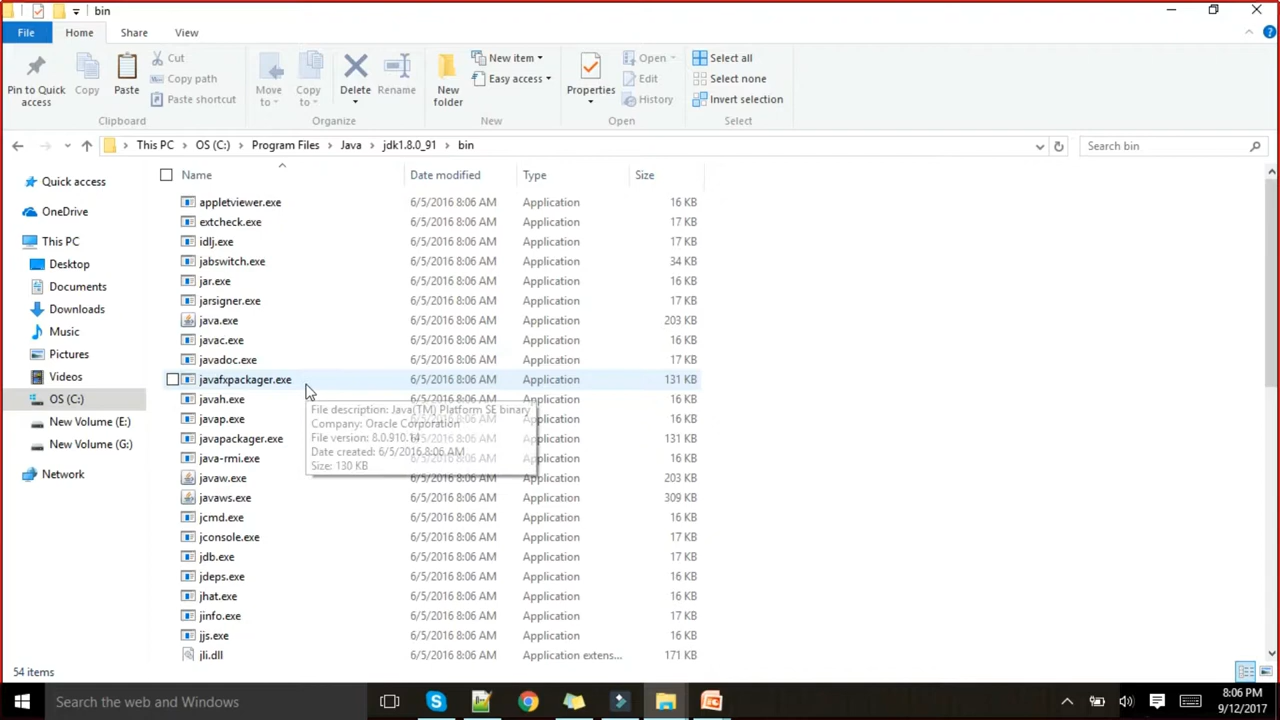 bin
File Home Share View
Pin to Quick access
Copy
Paste
Cut
Copy path
Paste shortcut
Clipboard
Move to
Copy to
Delete
Rename
Organize
New folder
New item
Easy access
New
Properties
Open
Edit
History
Open
Select all
Select none
Invert selection
Select
This PC > OS (C:) > Program Files > Java > jdk1.8.0_91 > bin
Search bin
Quick access
OneDrive
This PC
Desktop
Documents
Downloads
Music
Pictures
Videos
OS (C:)
New Volume (E:)
New Volume (G:)
Network
Name Date modified Type Size
appletviewer.exe 6/5/2016 8:06 AM Application 16 KB
extcheck.exe 6/5/2016 8:06 AM Application 17 KB
idlj.exe 6/5/2016 8:06 AM Application 17 KB
jabswitch.exe 6/5/2016 8:06 AM Application 34 KB
jar.exe 6/5/2016 8:06 AM Application 16 KB
jarsigner.exe 6/5/2016 8:06 AM Application 17 KB
java.exe 6/5/2016 8:06 AM Application 203 KB
javac.exe 6/5/2016 8:06 AM Application 16 KB
javadoc.exe 6/5/2016 8:06 AM Application 17 KB
javafxpackager.exe 6/5/2016 8:06 AM Application 131 KB
javah.exe 6/5/2016 8:06 AM Application 16 KB
javap.exe 6/5/2016 8:06 AM Application 16 KB
javapackager.exe 6/5/2016 8:06 AM Application 131 KB
java-rmi.exe 6/5/2016 8:06 AM Application 16 KB
javaw.exe 6/5/2016 8:06 AM Application 203 KB
javaws.exe 6/5/2016 8:06 AM Application 309 KB
jcmd.exe 6/5/2016 8:06 AM Application 16 KB
jconsole.exe 6/5/2016 8:06 AM Application 17 KB
jdb.exe 6/5/2016 8:06 AM Application 17 KB
jdeps.exe 6/5/2016 8:06 AM Application 16 KB
jhat.exe 6/5/2016 8:06 AM Application 16 KB
jinfo.exe 6/5/2016 8:06 AM Application 17 KB
jjs.exe 6/5/2016 8:06 AM Application 16 KB
jli.dll 6/5/2016 8:06 AM Application extens... 171 KB
File description: Java(TM) Platform SE binary
Company: Oracle Corporation
File version: 8.0.910.14
Date created: 6/5/2016 8:06 AM
Size: 130 KB
54 items
Search the web and Windows
8:06 PM
9/12/2017